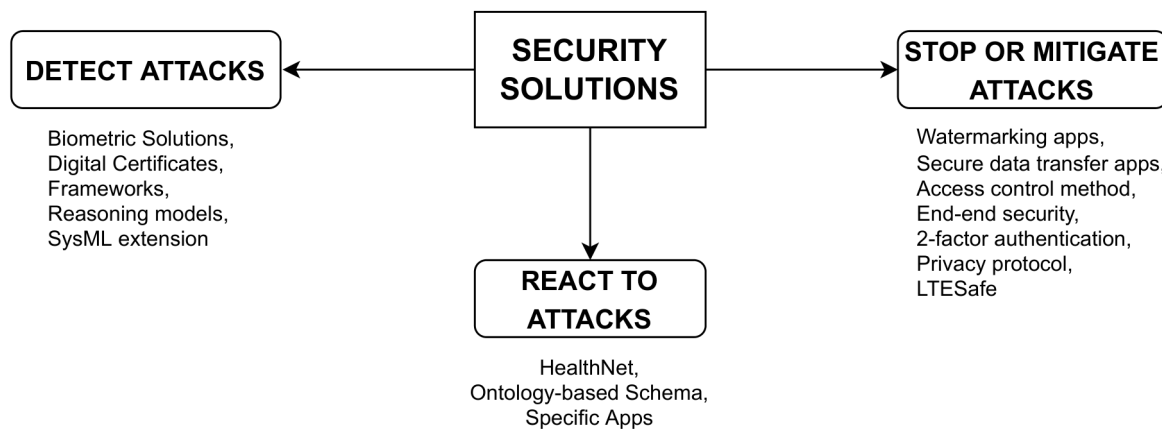 SECURITY
SOLUTIONS
DETECT ATTACKS
Biometric Solutions,
Digital Certificates,
Frameworks,
Reasoning models,
SysML extension
REACT TO
ATTACKS
HealthNet,
Ontology-based Schema,
Specific Apps
STOP OR MITIGATE
ATTACKS
Watermarking apps,
Secure data transfer apps,
Access control method,
End-end security,
2-factor authentication,
Privacy protocol,
LTESafe